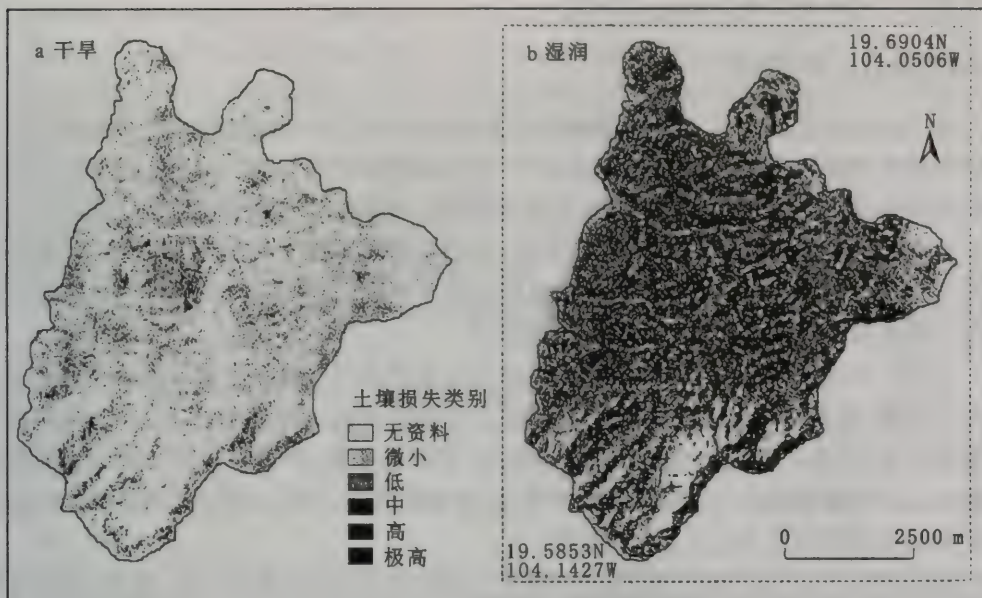 a 干旱
土壤损失类别
无资料
微小
低
中
高
极高
b 湿润
19.6904N
104.0506W
N
0 2500 m
19.5853N
104.1427W